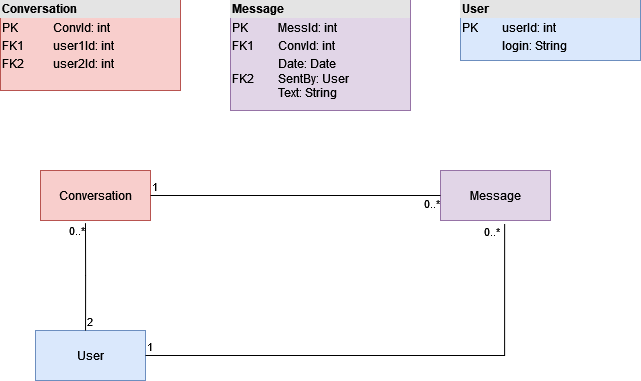 Conversation
PK ConvId: int
FK1 user1Id: int
FK2 user2Id: int
Message
PK MessId: int
FK1 ConvId: int
Date: Date
FK2 SentBy: User
Text: String
User
PK userId: int
login: String
Conversation
1
0..*
Message
0..*
0..*
2
User
1